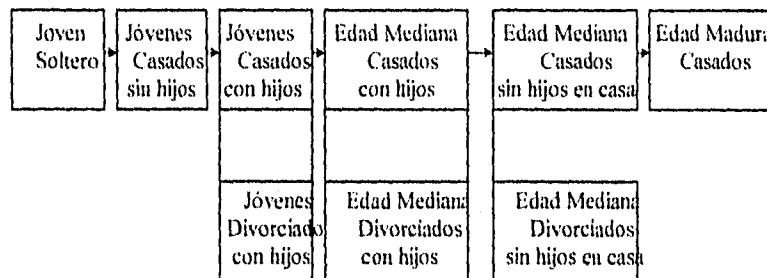 Joven
Soltero
Jóvenes
Casados
sin hijos
Jóvenes
Casados
con hijos
Edad Mediana
Casados
con hijos
Edad Mediana
Casados
sin hijos en casa
Edad Madura
Casados
Jóvenes
Divorciado
con hijos
Edad Mediana
Divorciados
con hijos
Edad Mediana
Divorciados
sin hijos en casa